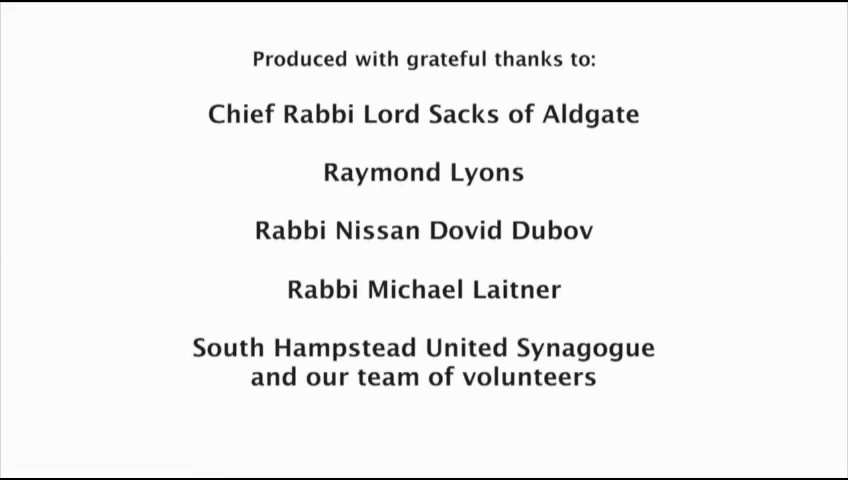 Produced with grateful thanks to:
Chief Rabbi Lord Sacks of Aldgate
Raymond Lyons
Rabbi Nissan Dovid Dubov
Rabbi Michael Laitner
South Hampstead United Synagogue
and our team of volunteers